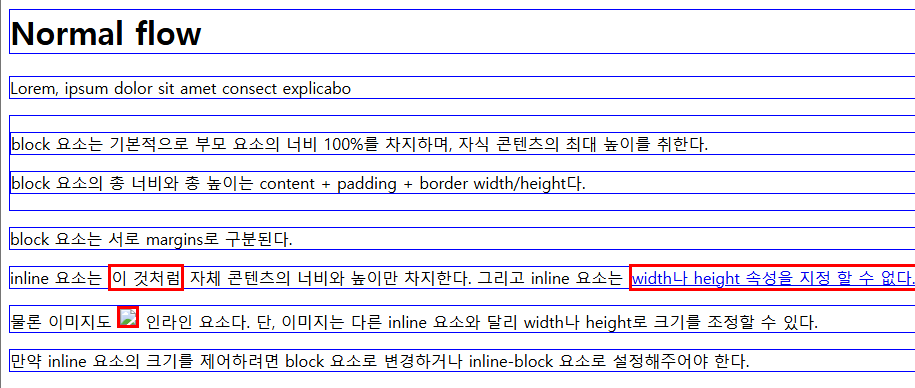 Normal flow
Lorem, ipsum dolor sit amet consect explicabo
block 요소는 기본적으로 부모 요소의 너비 100%를 차지하며, 자식 콘텐츠의 최대 높이를 취한다.
block 요소의 총 너비와 총 높이는 content + padding + border width/height다.
block 요소는 서로 margins로 구분된다.
inline 요소는 이 것처럼 자체 콘텐츠의 너비와 높이만 차지한다. 그리고 inline 요소는 width나 height 속성을 지정 할 수 없다.
물론 이미지도 인라인 요소다. 단, 이미지는 다른 inline 요소와 달리 width나 height로 크기를 조정할 수 있다.
만약 inline 요소의 크기를 제어하려면 block 요소로 변경하거나 inline-block 요소로 설정해주어야 한다.